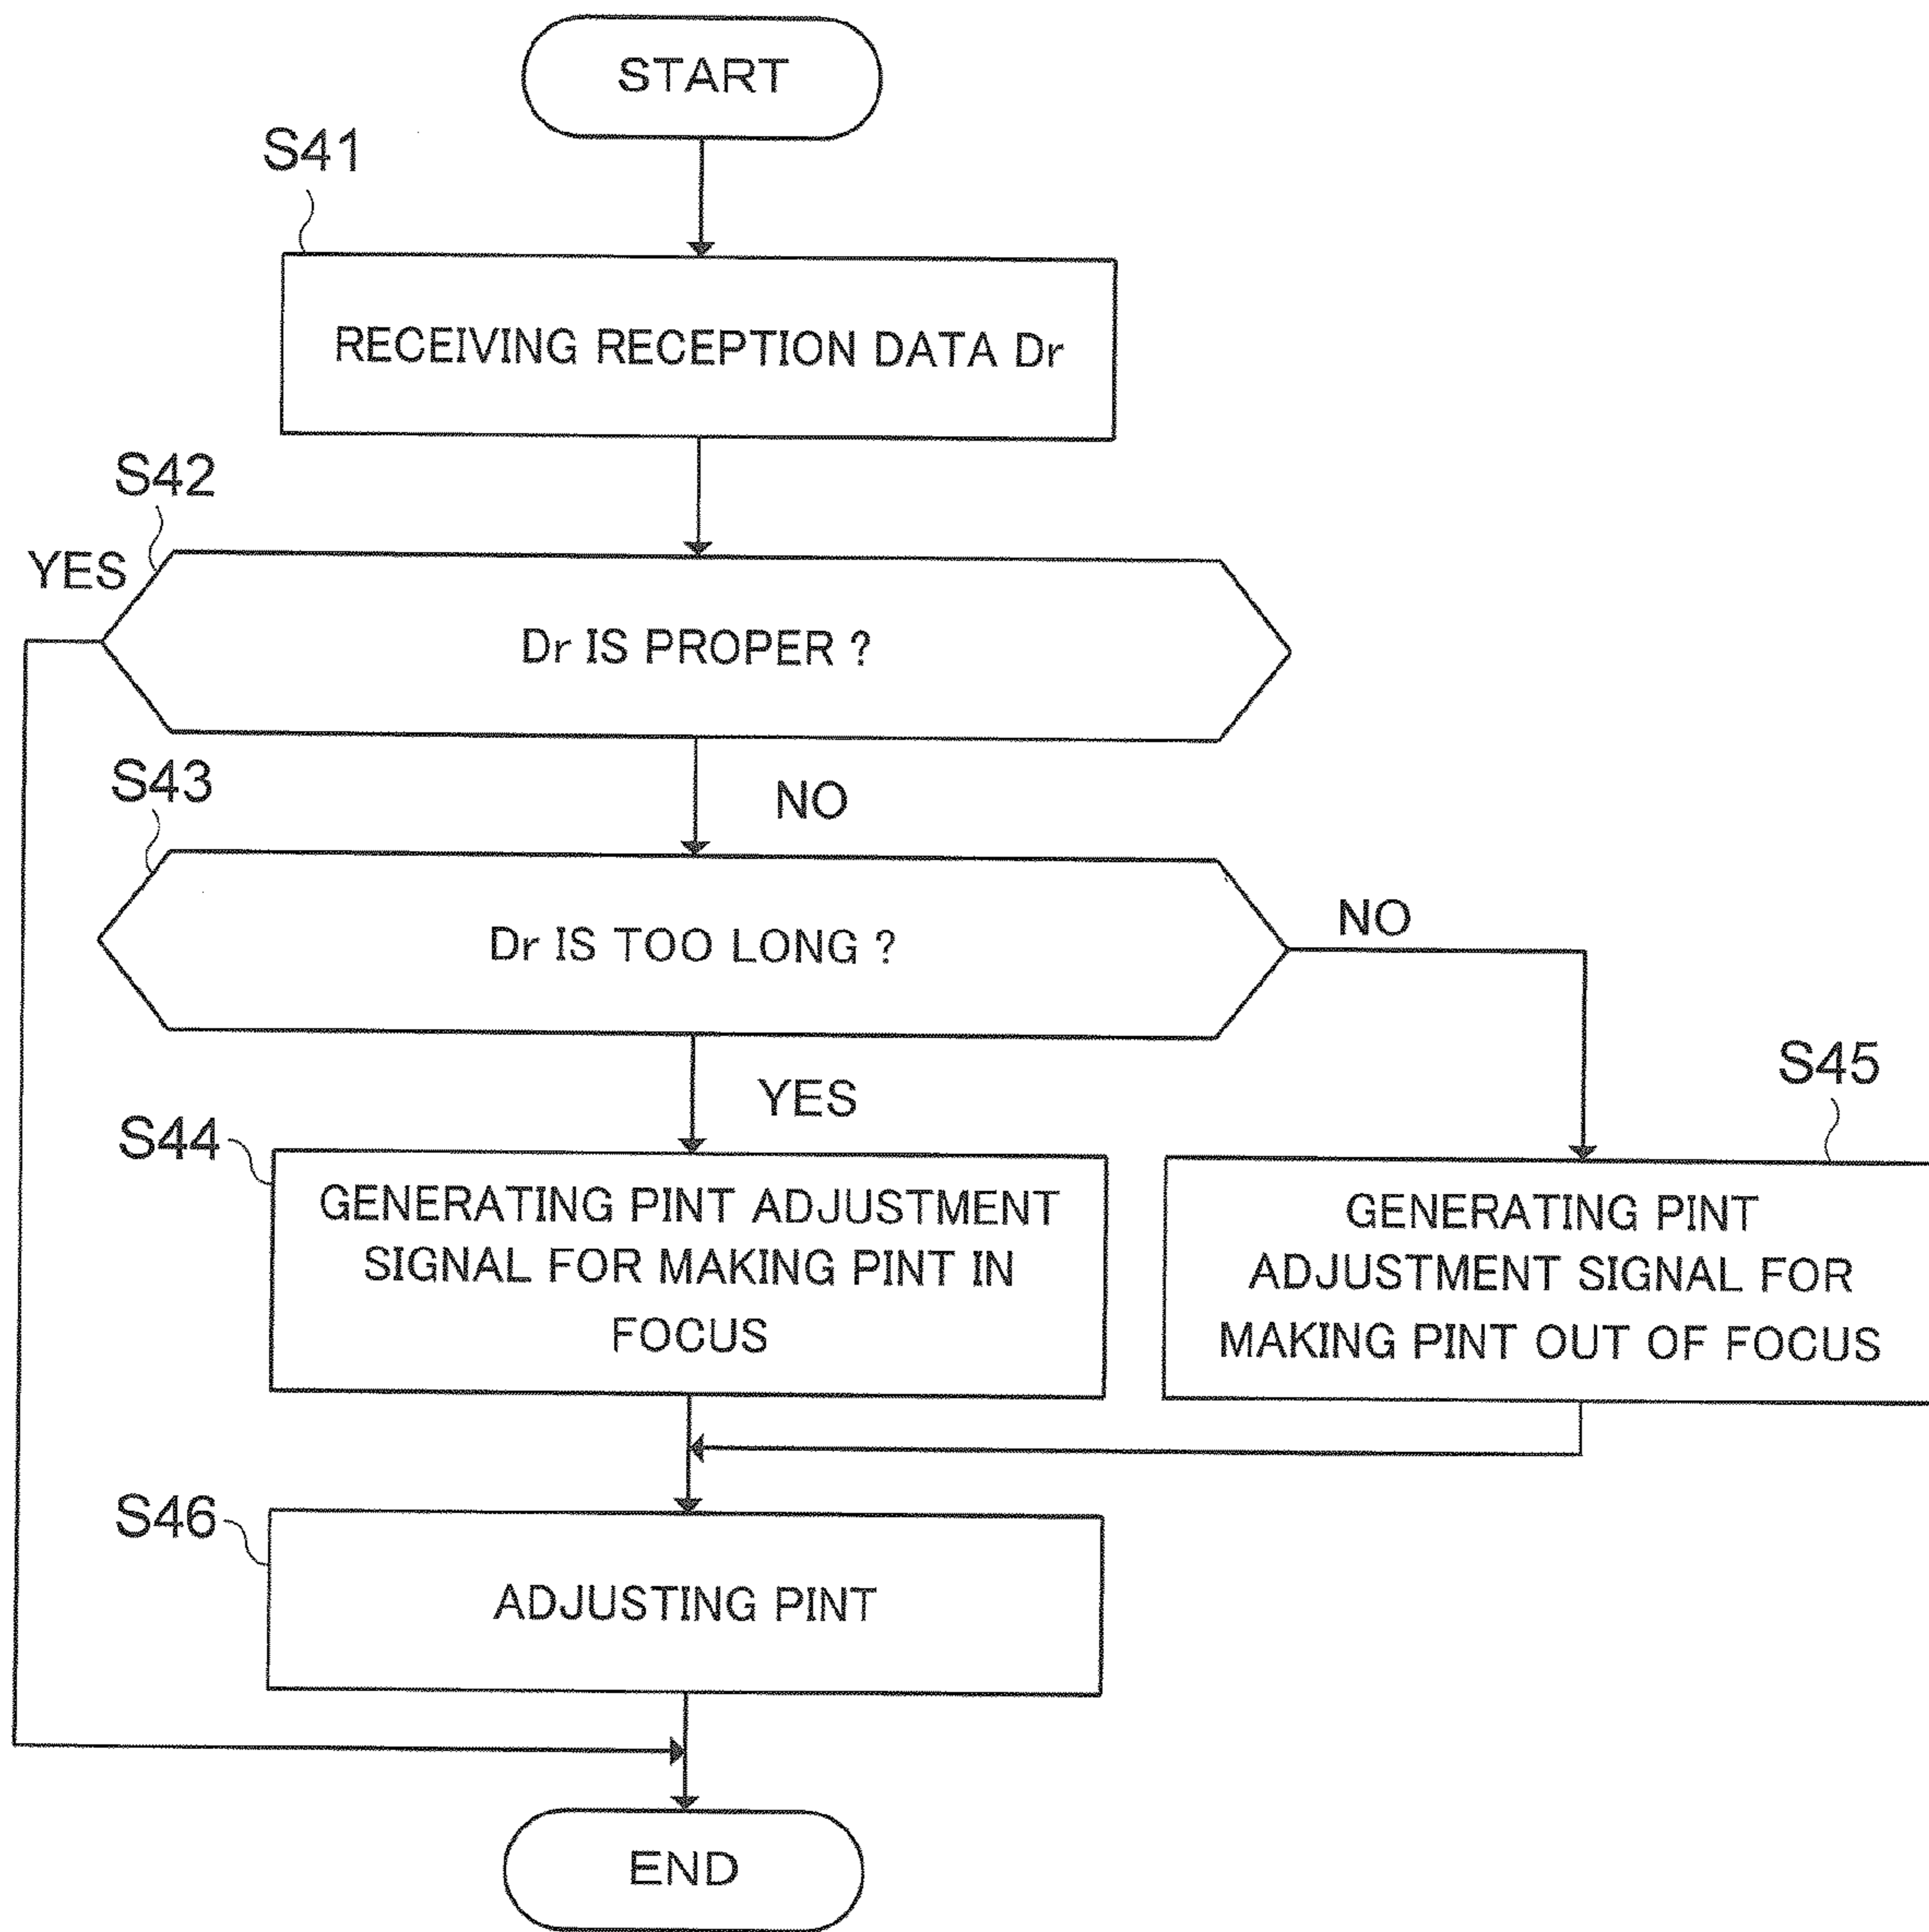 START
S41
RECEIVING RECEPTION DATA Dr
S42
YES
Dr IS PROPER ?
NO
S43
Dr IS TOO LONG ?
NO
YES
S44
GENERATING PINT ADJUSTMENT
SIGNAL FOR MAKING PINT IN
FOCUS
S45
GENERATING PINT
ADJUSTMENT SIGNAL FOR
MAKING PINT OUT OF FOCUS
S46
ADJUSTING PINT
END